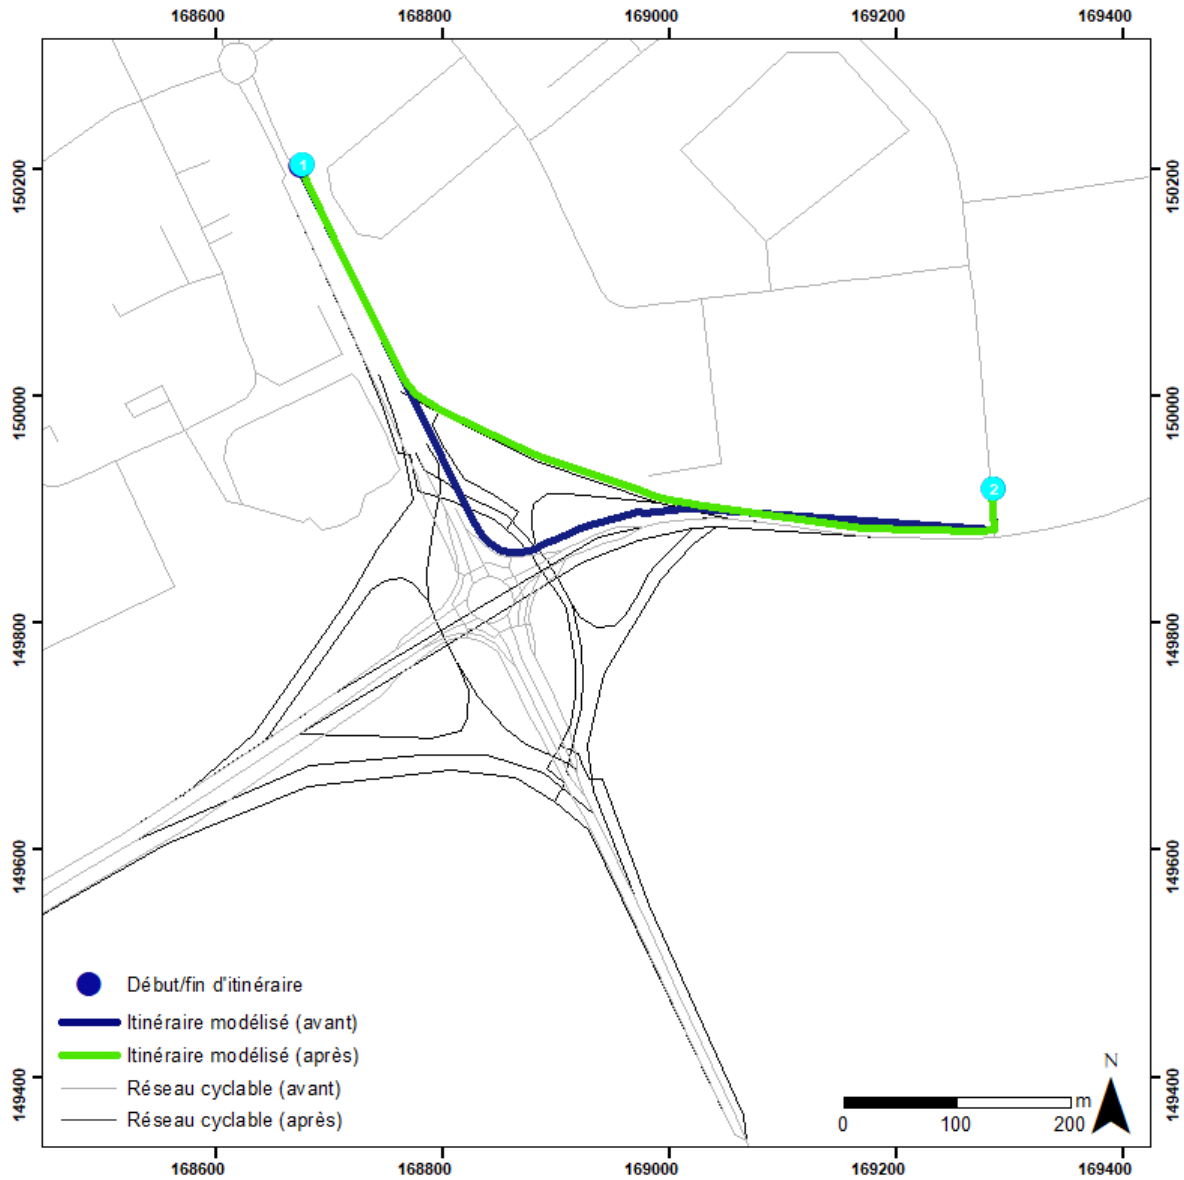 168600 168800 169000 169200 169400
150200 150200
1
150000 150000
2
149800 149800
149600 149600
Début/fin d'itinéraire
Itinéraire modélisé (avant)
Itinéraire modélisé (après)
Réseau cyclable (avant)
Réseau cyclable (après)
N
m
0 100 200
149400 149400
168600 168800 169000 169200 169400